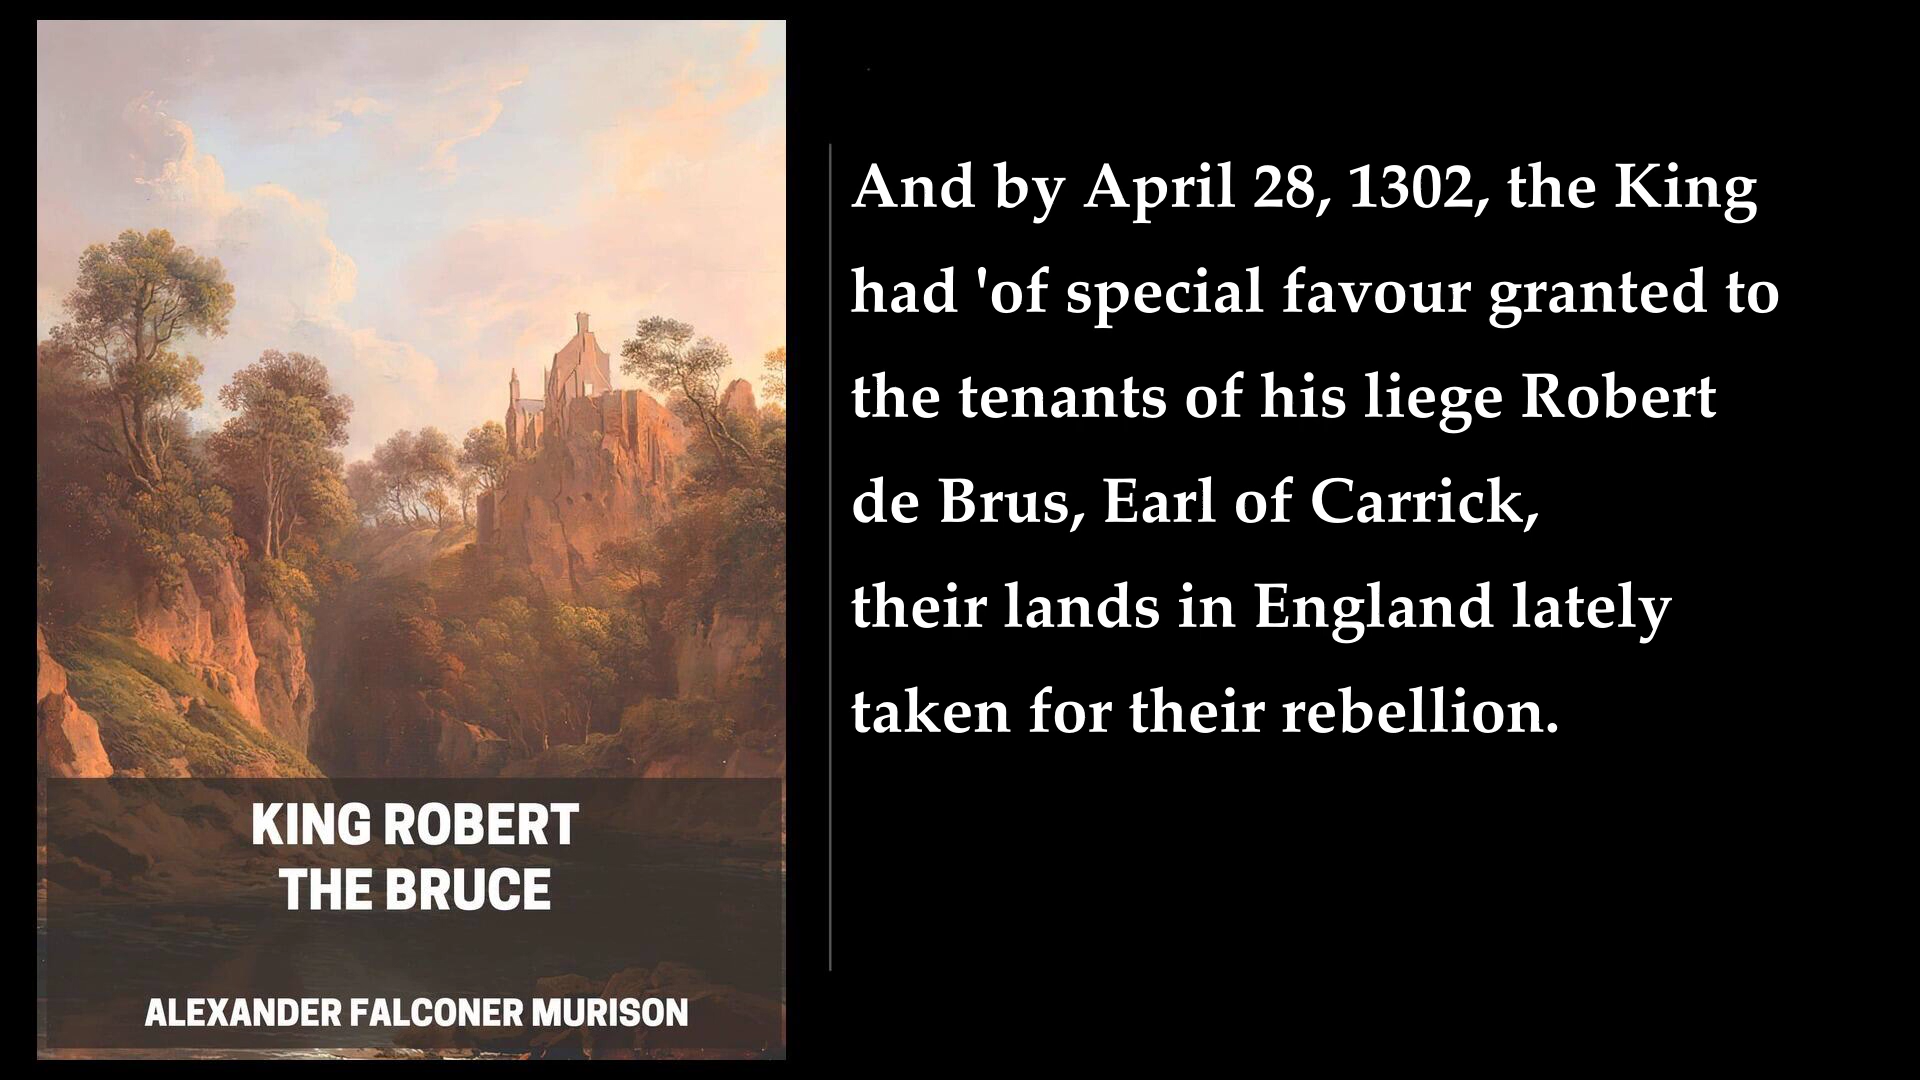 KING ROBERT
THE BRUCE
ALEXANDER FALCONER MURISON
And by April 28, 1302, the King
had 'of special favour granted to
the tenants of his liege Robert
de Brus, Earl of Carrick,
their lands in England lately
taken for their rebellion.